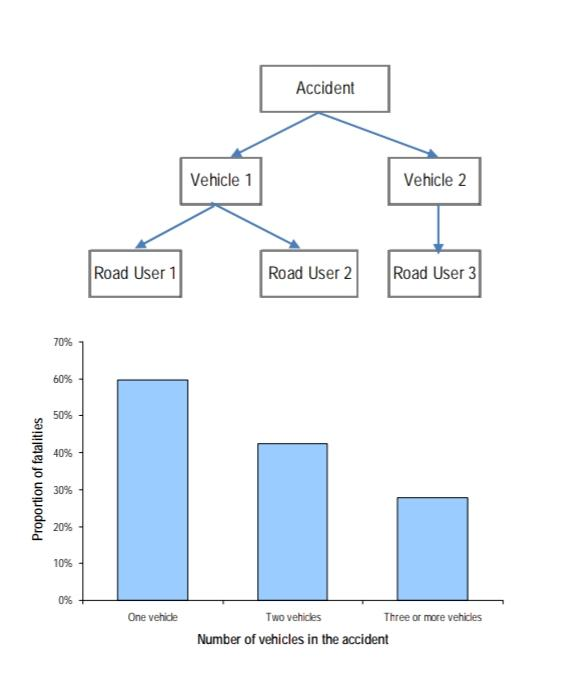 Accident
Vehicle 1
Vehicle 2
Road User 1
Road User 2
Road User 3
70%
60%
50%
40%
30%
20%
10%
0%
Proportion of fatalities
One vehicle
Two vehicles
Three or more vehicles
Number of vehicles in the accident